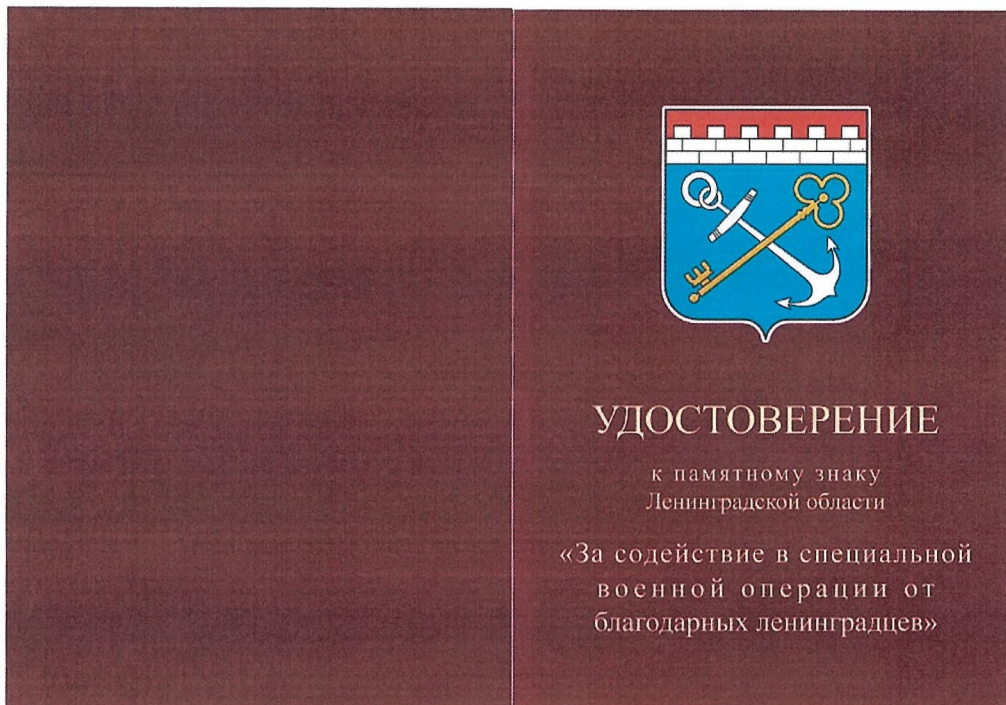 УДОСТОВЕРЕНИЕ
к памятному знаку
Ленинградской области
«За содействие в специальной
военной операции от
благодарных ленинградцев»